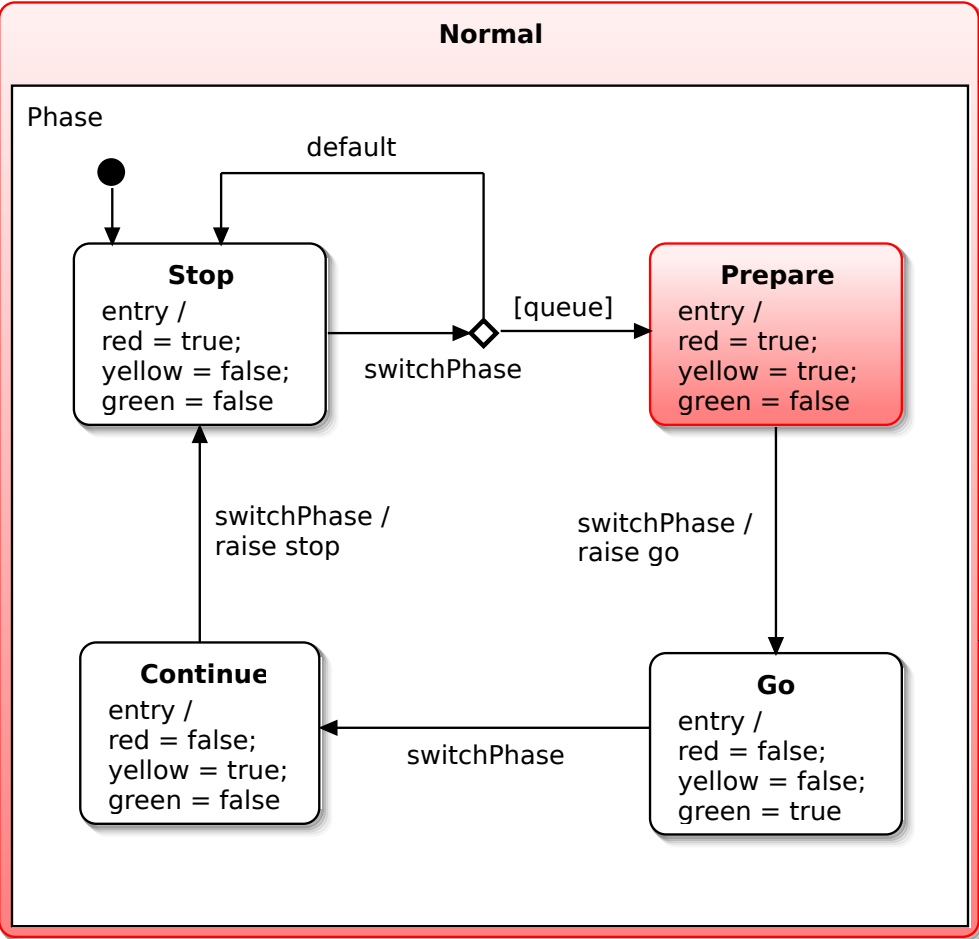 Normal
Phase
default
Stop
entry /
red = true;
yellow = false;
green = false
switchPhase
[queue]
Prepare
entry /
red = true;
yellow = true;
green = false
switchPhase /
raise stop
switchPhase /
raise go
Continue
entry /
red = false;
yellow = true;
green = false
switchPhase
Go
entry /
red = false;
yellow = false;
green = true